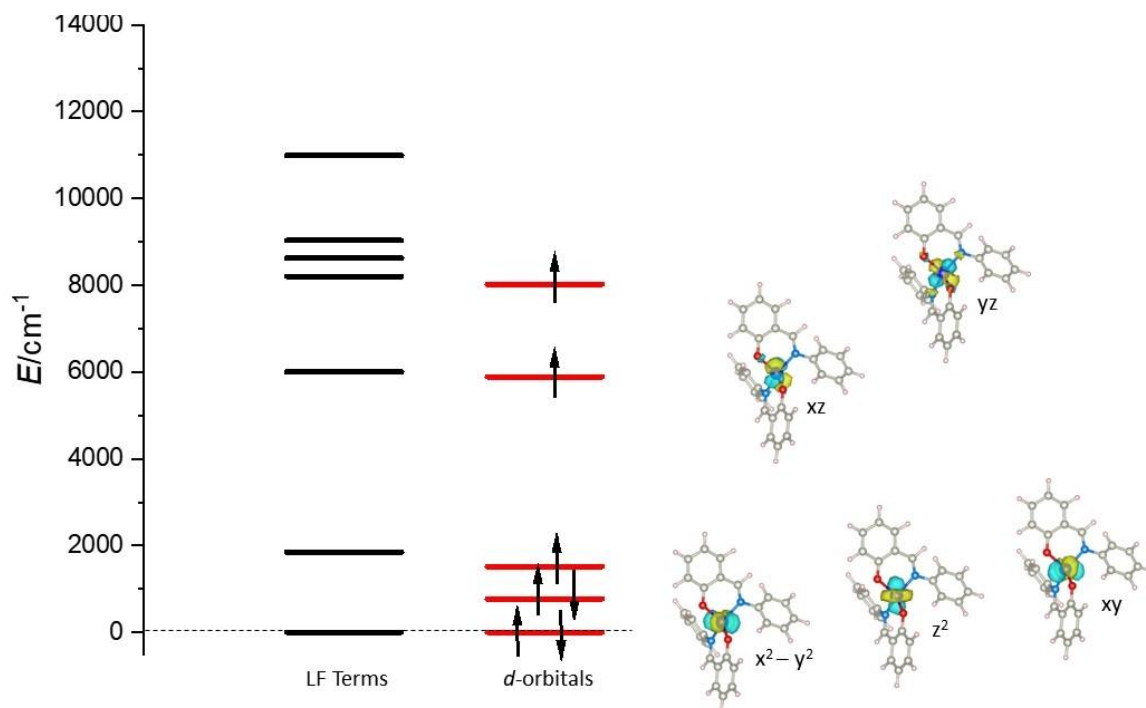 14000
12000
10000
8000
6000
4000
2000
0
E/cm⁻¹
LF Terms
d-orbitals
yz
xz
x² – y²
z²
xy